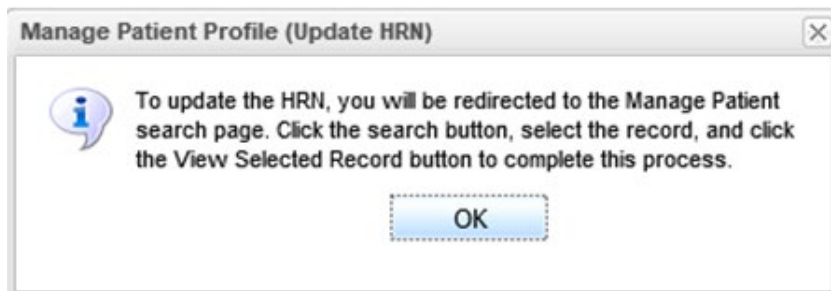 Manage Patient Profile (Update HRN)
To update the HRN, you will be redirected to the Manage Patient
search page. Click the search button, select the record, and click
the View Selected Record button to complete this process.
OK